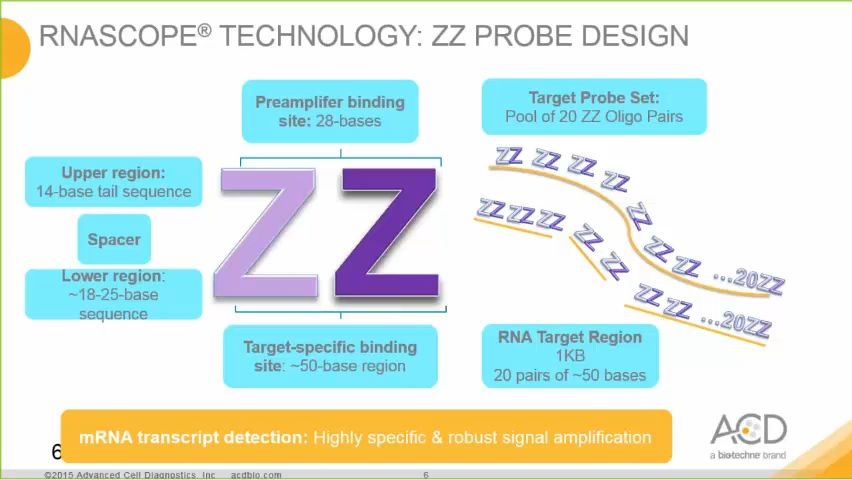 RNASCOPE® TECHNOLOGY: ZZ PROBE DESIGN
Preamplifer binding
site: 28-bases
Target Probe Set:
Pool of 20 ZZ Oligo Pairs
Upper region:
14-base tail sequence
Spacer
Lower region:
~18-25-base
sequence
ZZ
ZZ ZZ ZZ ZZ ZZ ZZ ZZ ...20ZZ
ZZ ZZ ZZ ZZ ZZ ZZ ZZ ...20ZZ
Target-specific binding
site: ~50-base region
RNA Target Region
1KB
20 pairs of ~50 bases
mRNA transcript detection: Highly specific & robust signal amplification
ACD
a biotechne brand
6
©2015 Advanced Cell Diagnostics, Inc acdbio.com 6